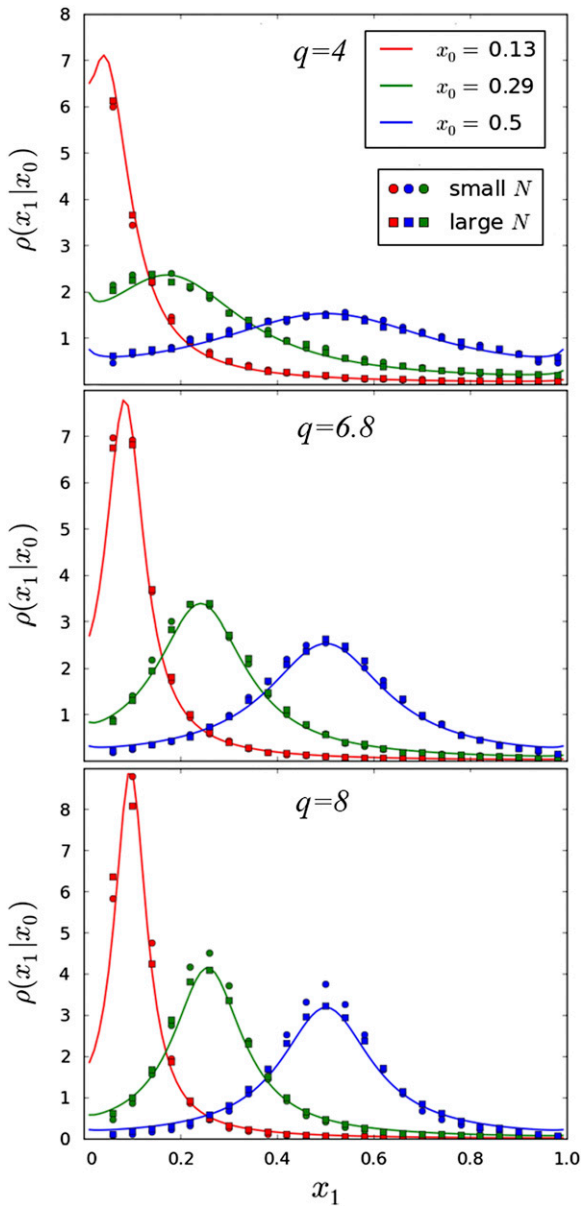 8
7
6
5
4
3
2
1
ρ(x₁|x₀)
q=4
x₀ = 0.13
x₀ = 0.29
x₀ = 0.5
small N
large N
7
6
5
4
3
2
1
ρ(x₁|x₀)
q=6.8
8
7
6
5
4
3
2
1
0
ρ(x₁|x₀)
q=8
0 0.2 0.4 0.6 0.8 1.0
x₁